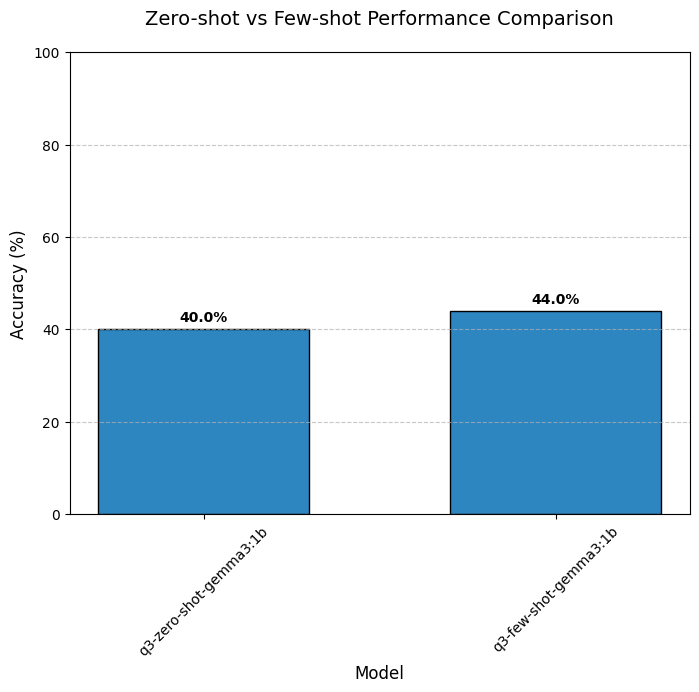 Zero-shot vs Few-shot Performance Comparison
Accuracy (%)
100
80
60
40
20
0
40.0%
44.0%
q3-zero-shot-gemma3:1b
q3-few-shot-gemma3:1b
Model